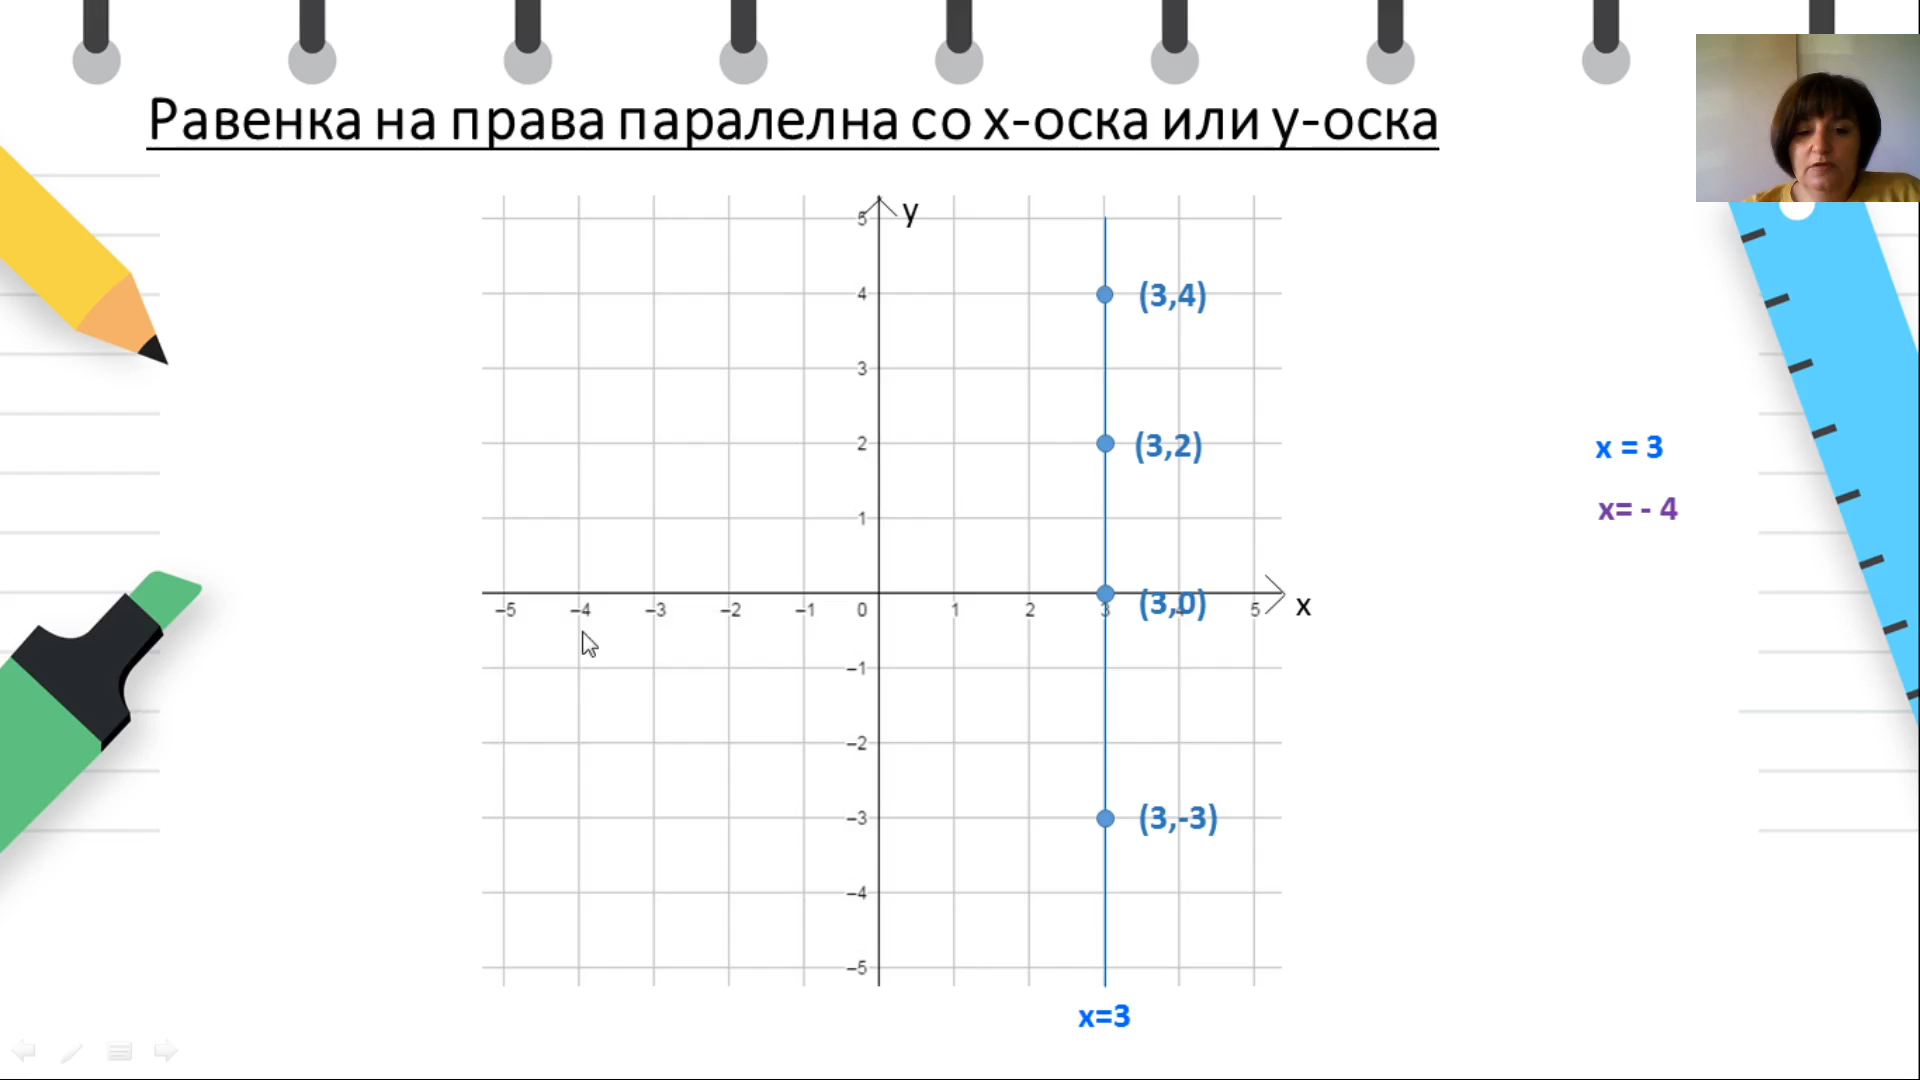 Равенка на права паралелна со х-оска или у-оска
y
5
4
(3,4)
3
2
(3,2)
x = 3
1
x= - 4
–5 –4 –3 –2 –1 0 1 2 3 (3,0) 5 x
–1
–2
–3
(3,-3)
–4
–5
x=3